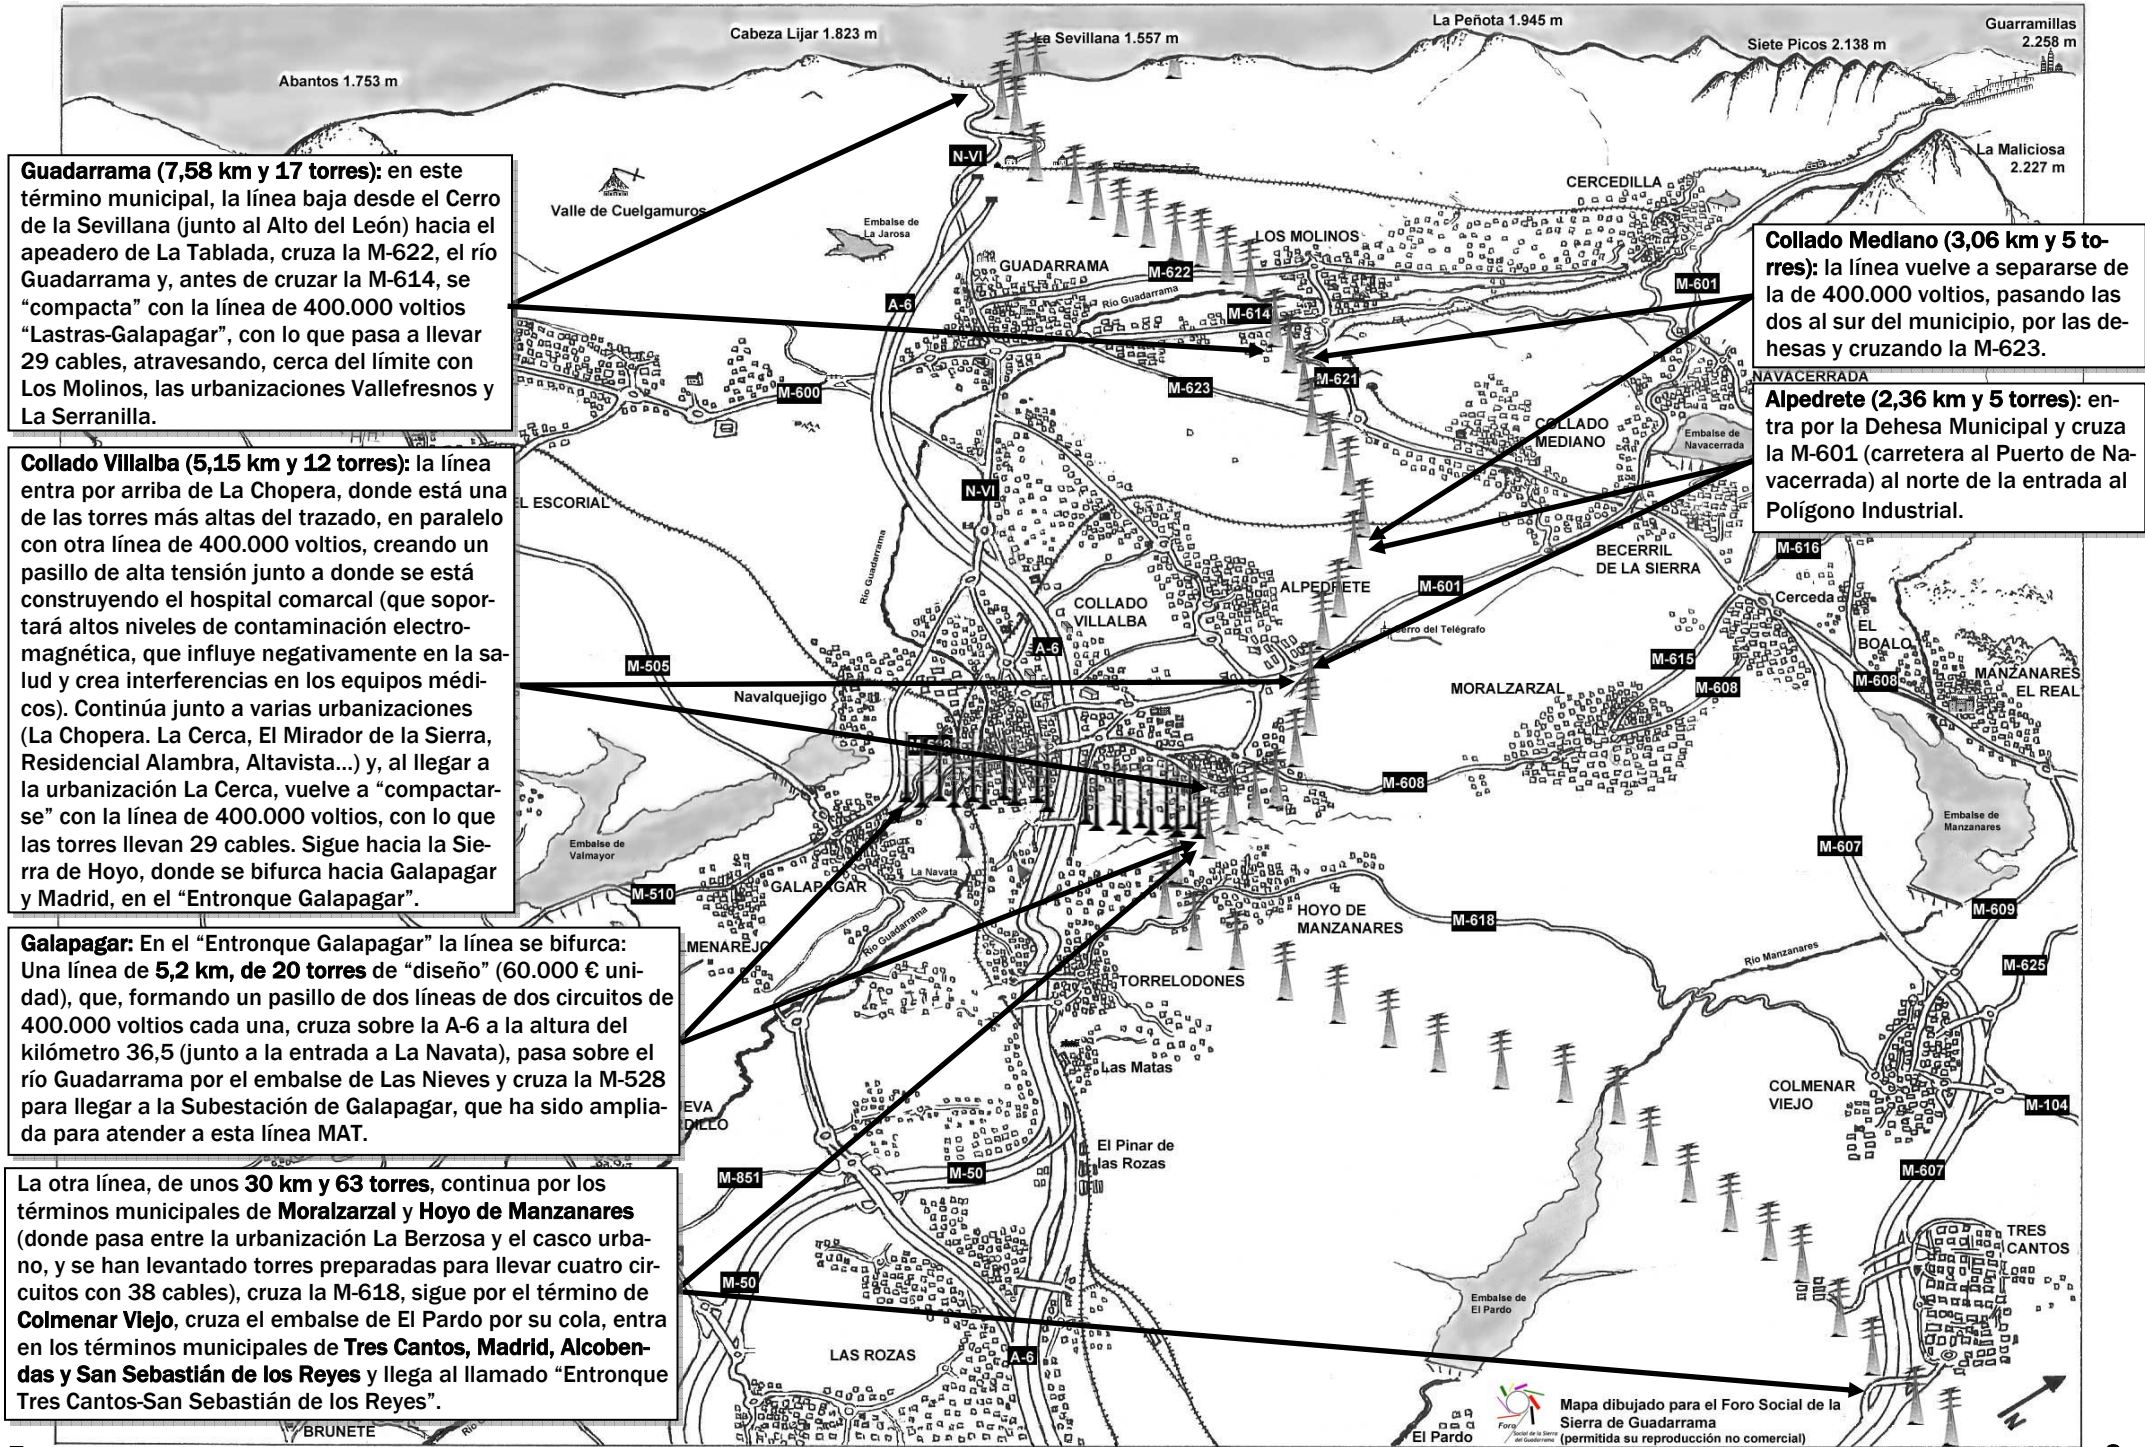 Cabeza Lijar 1.823 m
La Sevillana 1.557 m
La Peñota 1.945 m
Guarramillas
2.258 m
Siete Picos 2.138 m
Abantos 1.753 m
La Maliciosa
2.227 m
Guadarrama (7,58 km y 17 torres): en este
término municipal, la línea baja desde el Cerro
de la Sevillana (junto al Alto del León) hacia el
apeadero de La Tablada, cruza la M-622, el río
Guadarrama y, antes de cruzar la M-614, se
“compacta” con la línea de 400.000 voltios
“Lastras-Galapagar”, con lo que pasa a llevar
29 cables, atravesando, cerca del límite con
Los Molinos, las urbanizaciones Vallefresnos y
La Serranilla.
Valle de Cuelgamuros
N-VI
Embalse de
La Jarosa
CERCEDILLA
LOS MOLINOS
GUADARRAMA
M-622
Río Guadarrama
A-6
M-614
M-601
Collado Mediano (3,06 km y 5 to-
rres): la línea vuelve a separarse de
la de 400.000 voltios, pasando las
dos al sur del municipio, por las de-
hesas y cruzando la M-623.
M-600
M-623
M-621
NAVACERRADA
Alpedrete (2,36 km y 5 torres): en-
tra por la Dehesa Municipal y cruza
la M-601 (carretera al Puerto de Na-
vacerrada) al norte de la entrada al
Polígono Industrial.
COLLADO
MEDIANO
Embalse de
Navacerrada
Collado Villalba (5,15 km y 12 torres): la línea
entra por arriba de La Chopera, donde está una
de las torres más altas del trazado, en paralelo
con otra línea de 400.000 voltios, creando un
pasillo de alta tensión junto a donde se está
construyendo el hospital comarcal (que sopor-
tará altos niveles de contaminación electro-
magnética, que influye negativamente en la sa-
lud y crea interferencias en los equipos médi-
cos). Continúa junto a varias urbanizaciones
(La Chopera. La Cerca, El Mirador de la Sierra,
Residencial Alambra, Altavista...) y, al llegar a
la urbanización La Cerca, vuelve a “compactar-
se” con la línea de 400.000 voltios, con lo que
las torres llevan 29 cables. Sigue hacia la Sie-
rra de Hoyo, donde se bifurca hacia Galapagar
y Madrid, en el “Entronque Galapagar”.
EL ESCORIAL
N-VI
Río Guadarrama
BECERRIL
DE LA SIERRA
M-616
ALPEDRETE
M-601
COLLADO
VILLALBA
Cerro del Telégrafo
Cerceda
EL
BOALO
A-6
M-505
M-615
M-608
M-608
MANZANARES
EL REAL
Navalquejigo
MORALZARZAL
M-608
Embalse de
Valmayor
Embalse de
Manzanares
M-607
M-510
GALAPAGAR
La Navata
HOYO DE
MANZANARES
M-618
M-609
Galapagar: En el “Entronque Galapagar” la línea se bifurca:
Una línea de 5,2 km, de 20 torres de “diseño” (60.000 € uni-
dad), que, formando un pasillo de dos líneas de dos circuitos de
400.000 voltios cada una, cruza sobre la A-6 a la altura del
kilómetro 36,5 (junto a la entrada a La Navata), pasa sobre el
río Guadarrama por el embalse de Las Nieves y cruza la M-528
para llegar a la Subestación de Galapagar, que ha sido amplia-
da para atender a esta línea MAT.
MENAREJO
Río Guadarrama
TORRELODONES
Río Manzanares
M-625
Las Matas
COLMENAR
VIEJO
M-104
UEVA
RDILLO
El Pinar de
las Rozas
M-607
La otra línea, de unos 30 km y 63 torres, continua por los
términos municipales de Moralzarzal y Hoyo de Manzanares
(donde pasa entre la urbanización La Berzosa y el casco urba-
no, y se han levantado torres preparadas para llevar cuatro cir-
cuitos con 38 cables), cruza la M-618, sigue por el término de
Colmenar Viejo, cruza el embalse de El Pardo por su cola, entra
en los términos municipales de Tres Cantos, Madrid, Alcoben-
das y San Sebastián de los Reyes y llega al llamado “Entronque
Tres Cantos-San Sebastián de los Reyes”.
M-851
M-50
M-50
TRES
CANTOS
Embalse de
El Pardo
LAS ROZAS
A-6
BRUNETE
Río
El Pardo
Foro
Social de la Sierra
de Guadarrama
Mapa dibujado para el Foro Social de la
Sierra de Guadarrama
(permitida su reproducción no comercial)
N